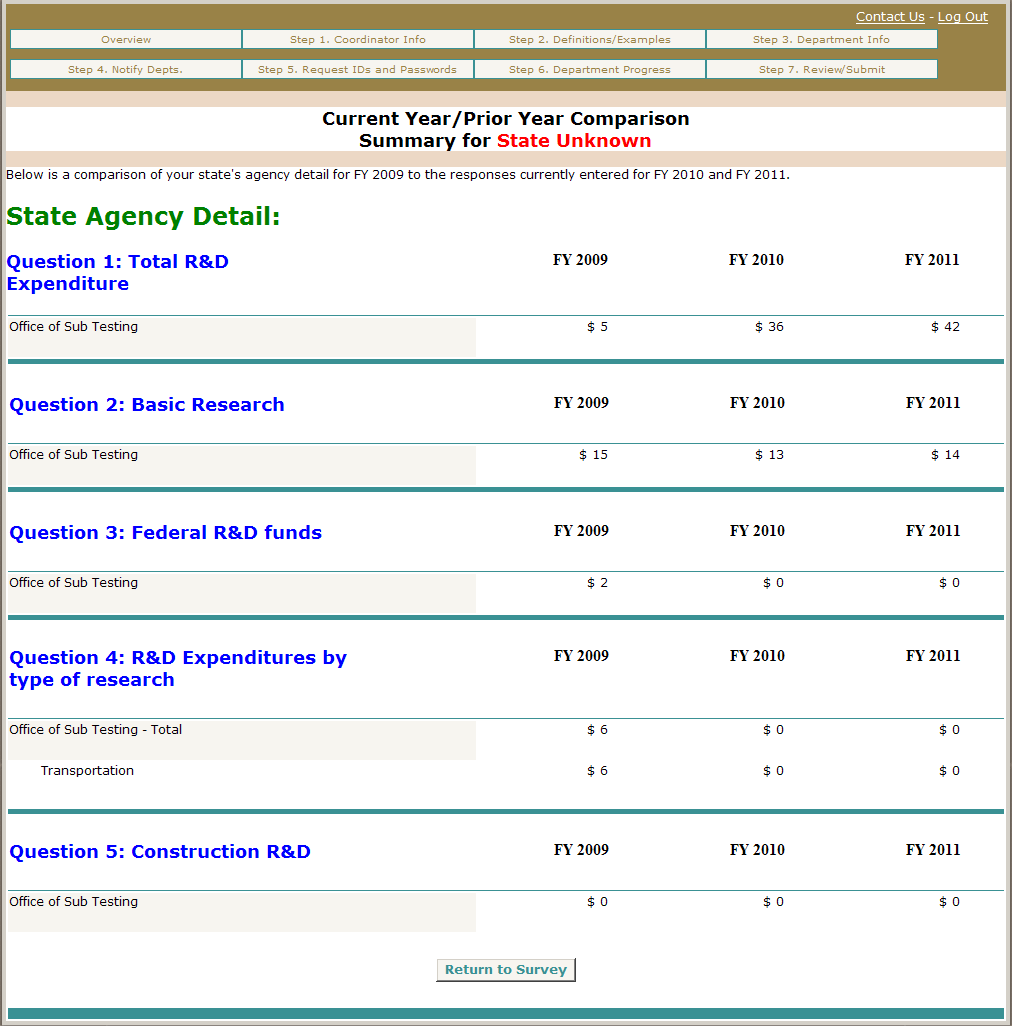 Contact Us - Log Out
Overview Step 1. Coordinator Info Step 2. Definitions/Examples Step 3. Department Info
Step 4. Notify Depts. Step 5. Request IDs and Passwords Step 6. Department Progress Step 7. Review/Submit
Current Year/Prior Year Comparison
Summary for State Unknown
Below is a comparison of your state's agency detail for FY 2009 to the responses currently entered for FY 2010 and FY 2011.
State Agency Detail:
Question 1: Total R&D FY 2009 FY 2010 FY 2011
Expenditure
Office of Sub Testing $ 5 $ 36 $ 42
Question 2: Basic Research FY 2009 FY 2010 FY 2011
Office of Sub Testing $ 15 $ 13 $ 14
Question 3: Federal R&D funds FY 2009 FY 2010 FY 2011
Office of Sub Testing $ 2 $ 0 $ 0
Question 4: R&D Expenditures by FY 2009 FY 2010 FY 2011
type of research
Office of Sub Testing - Total $ 6 $ 0 $ 0
Transportation $ 6 $ 0 $ 0
Question 5: Construction R&D FY 2009 FY 2010 FY 2011
Office of Sub Testing $ 0 $ 0 $ 0
Return to Survey